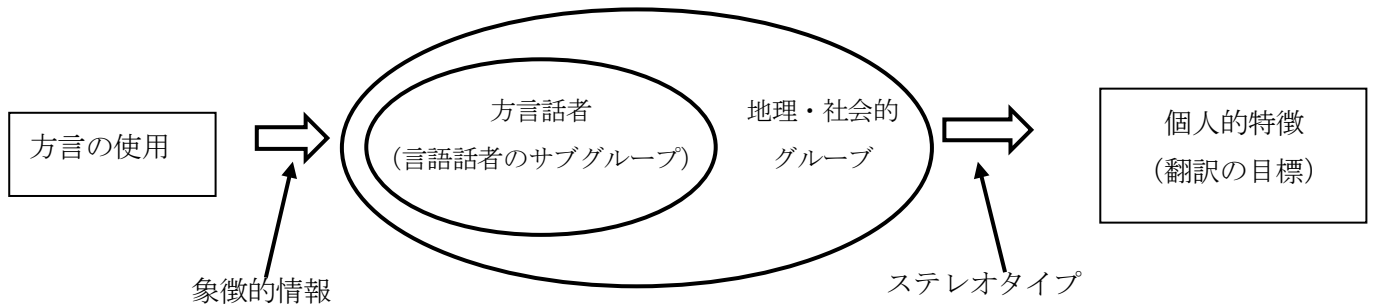 方言の使用
方言話者
(言語話者のサブグループ)
地理・社会的
グループ
個人的特徴
(翻訳の目標)
象徴的情報
ステレオタイプ